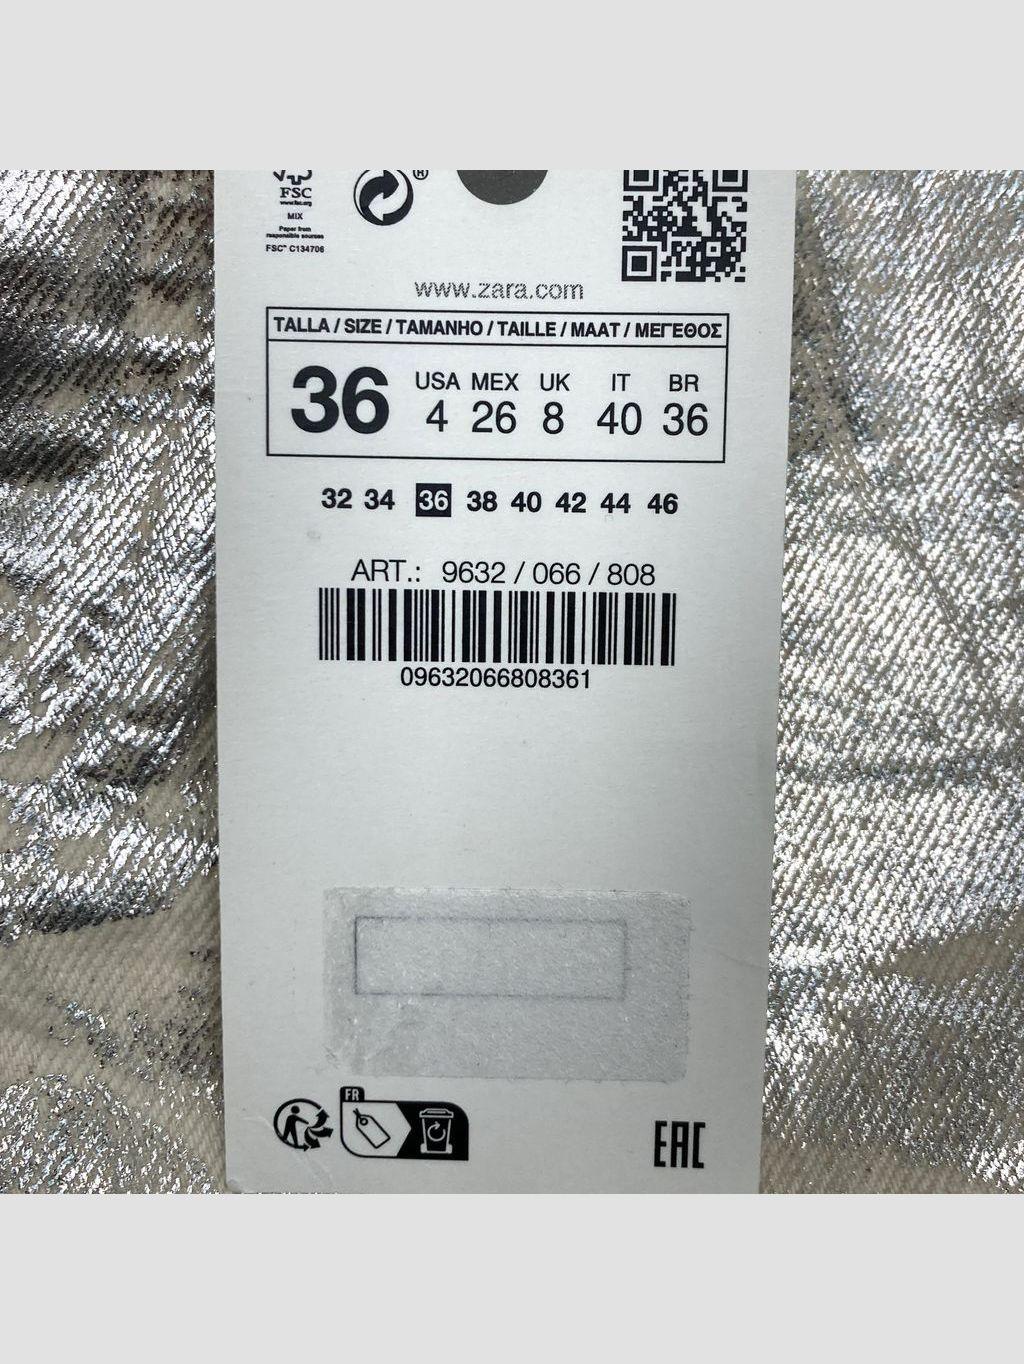 FSC
www.fsc.org
MIX
Paper from
responsible sources
FSC™ C134706
®
www.zara.com
TALLA / SIZE / TAMANHO / TAILLE / MAAT / ΜΕΓΕΘΟΣ
36
USA MEX UK IT BR
4 26 8 40 36
32 34 36 38 40 42 44 46
ART.: 9632 / 066 / 808
09632066808361
FR
EAC